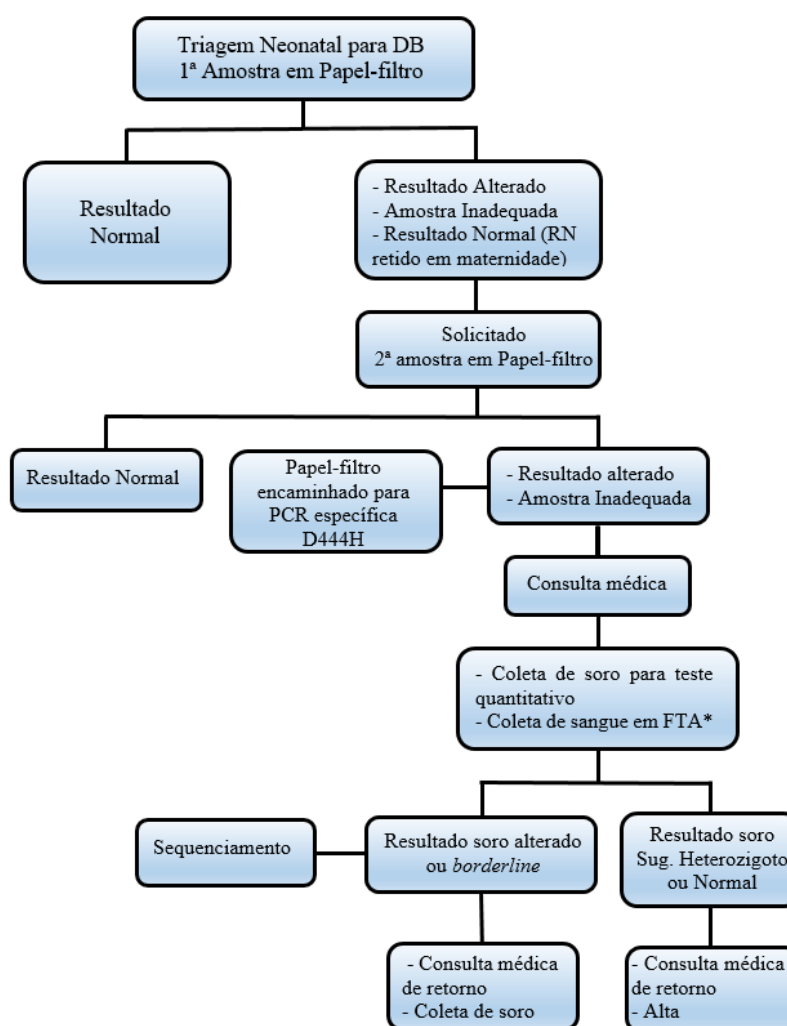 Triagem Neonatal para DB
1ª Amostra em Papel-filtro
Resultado
Normal
- Resultado Alterado
- Amostra Inadequada
- Resultado Normal (RN
retido em maternidade)
Solicitado
2ª amostra em Papel-filtro
Resultado Normal
Papel-filtro
encaminhado para
PCR específica
D444H
- Resultado alterado
- Amostra Inadequada
Consulta médica
- Coleta de soro para teste
quantitativo
- Coleta de sangue em FTA*
Sequenciamento
Resultado soro alterado
ou borderline
Resultado soro
Sug. Heterozigoto
ou Normal
- Consulta médica
de retorno
- Coleta de soro
- Consulta médica
de retorno
- Alta